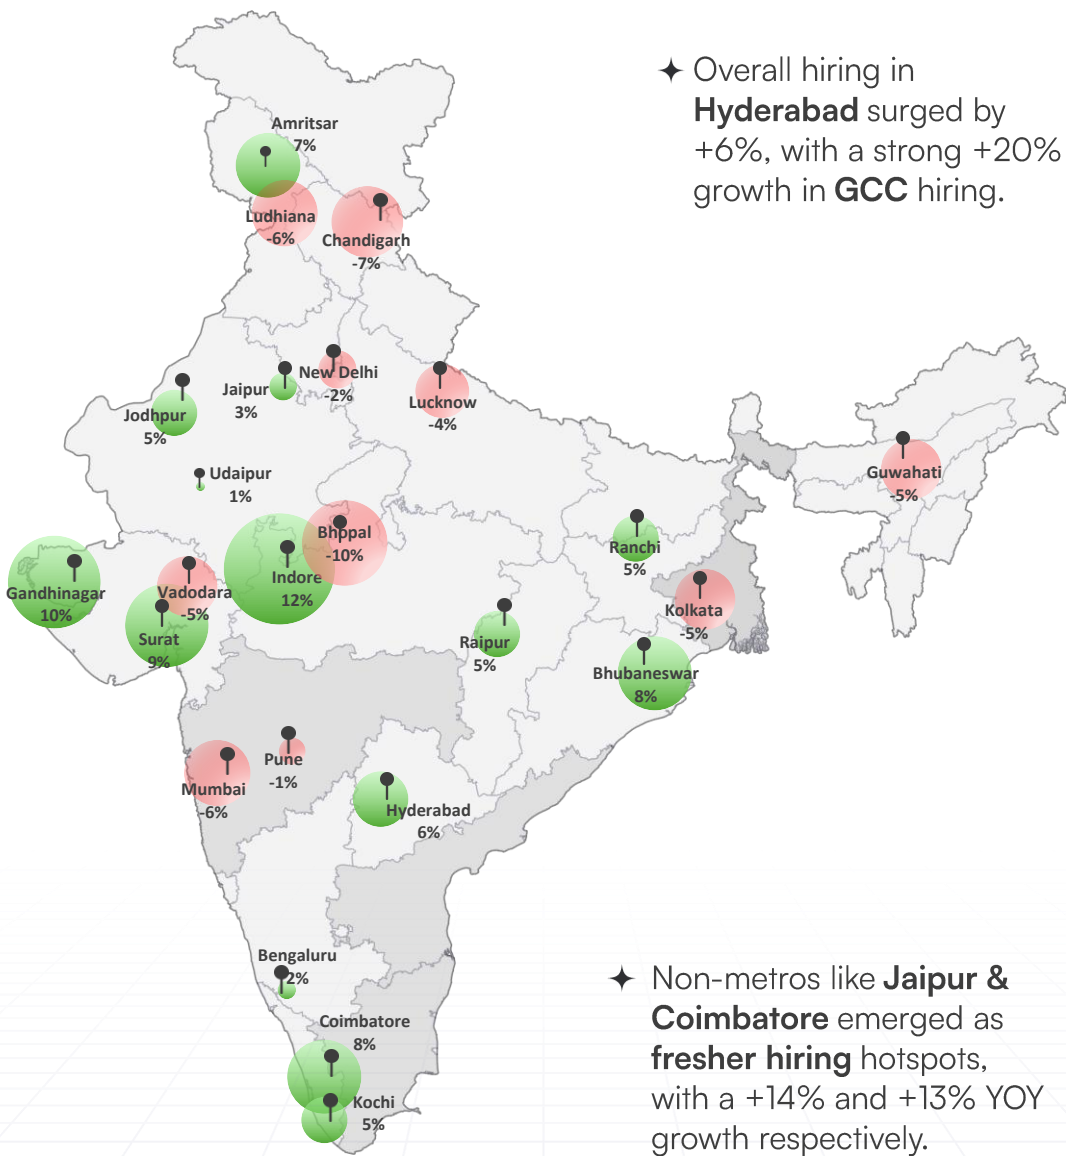 Overall hiring in
Hyderabad surged by
+6%, with a strong +20%
growth in GCC hiring.
Amritsar
7%
Ludhiana
-6%
Chandigarh
-7%
New Delhi
-2%
Jaipur
3%
Lucknow
-4%
Jodhpur
5%
Udaipur
1%
Guwahati
-5%
Bhopal
-10%
Ranchi
5%
Indore
12%
Gandhinagar
10%
Vadodara
-5%
Kolkata
-5%
Surat
9%
Raipur
5%
Bhubaneswar
8%
Pune
-1%
Mumbai
-6%
Hyderabad
6%
Bengaluru
2%
Coimbatore
8%
Kochi
5%
Non-metros like Jaipur &
Coimbatore emerged as
fresher hiring hotspots,
with a +14% and +13% YOY
growth respectively.